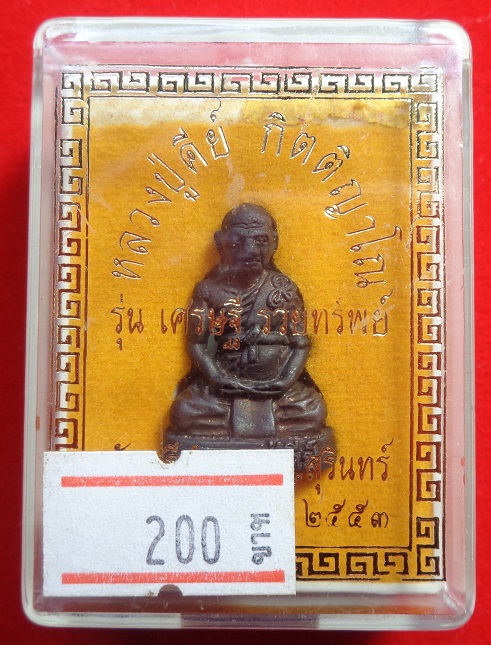 หลวงปู่คีย์ กิตติญาโณ
รุ่น เศรษฐี รวยทรัพย์
สุรินทร์
๒๕๕๓
200 บาท